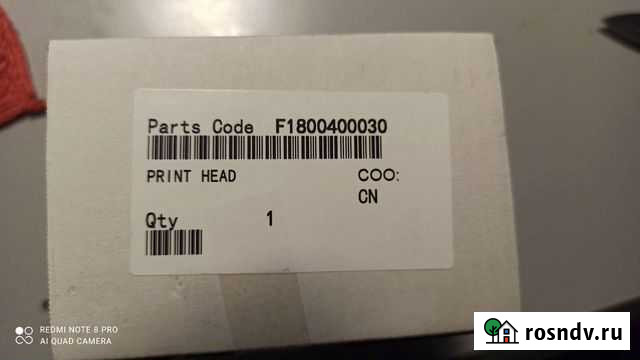 Parts Code F1800400030
PRINT HEAD COO:
CN
Qty 1
REDMI NOTE 8 PRO
AI QUAD CAMERA
rosndv.ru